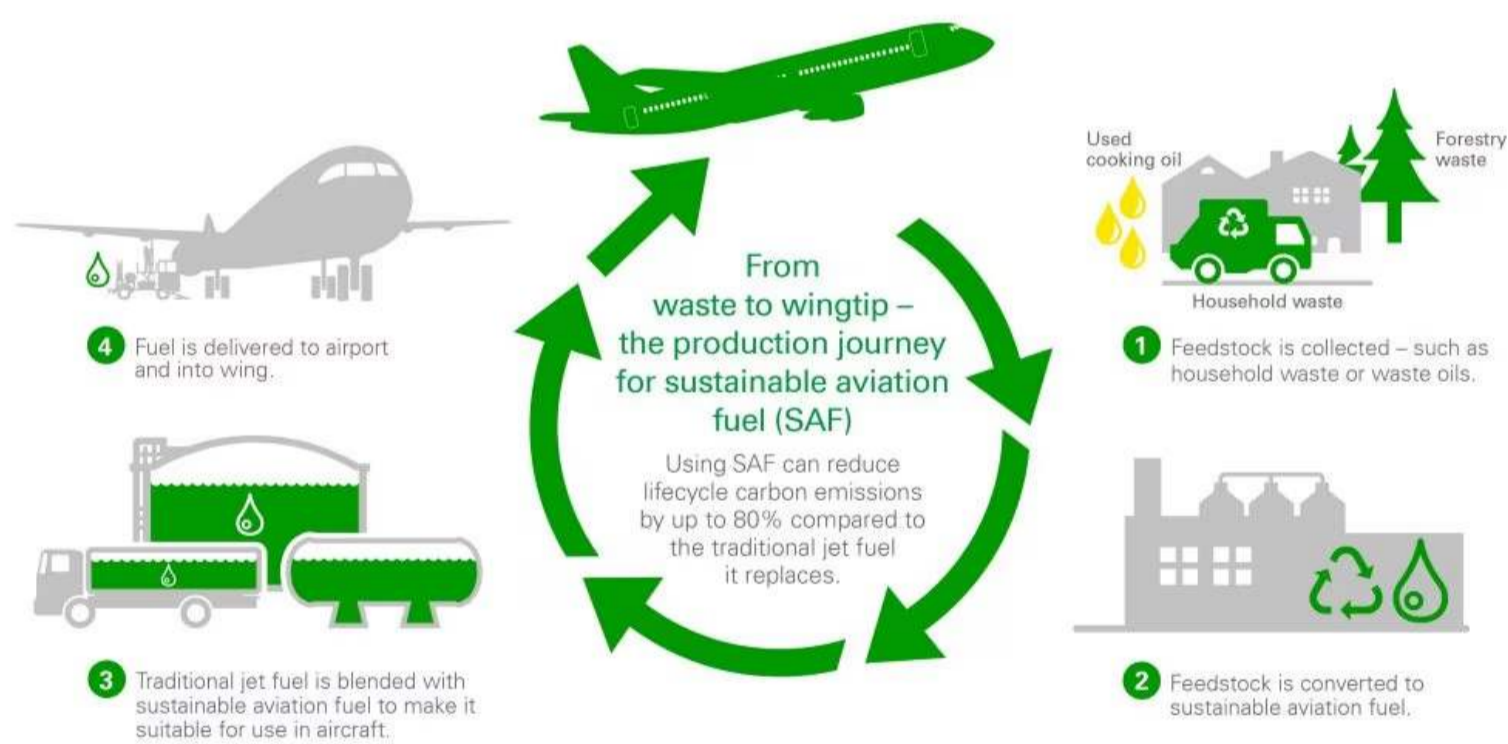 From
waste to wingtip –
the production journey
for sustainable aviation
fuel (SAF)
Using SAF can reduce
lifecycle carbon emissions
by up to 80% compared to
the traditional jet fuel
it replaces.
Used
cooking oil
Forestry
waste
Household waste
1 Feedstock is collected – such as
household waste or waste oils.
2 Feedstock is converted to
sustainable aviation fuel.
3 Traditional jet fuel is blended with
sustainable aviation fuel to make it
suitable for use in aircraft.
4 Fuel is delivered to airport
and into wing.